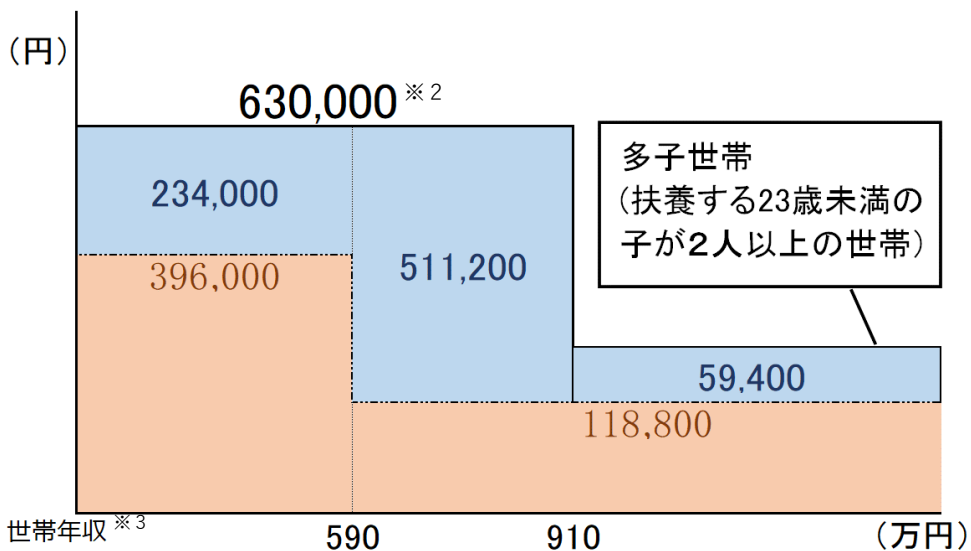 （円）
630,000※2
多子世帯
（扶養する23歳未満の
子が２人以上の世帯）
234,000
396,000
511,200
59,400
118,800
世帯年収※3
590
910
（万円）